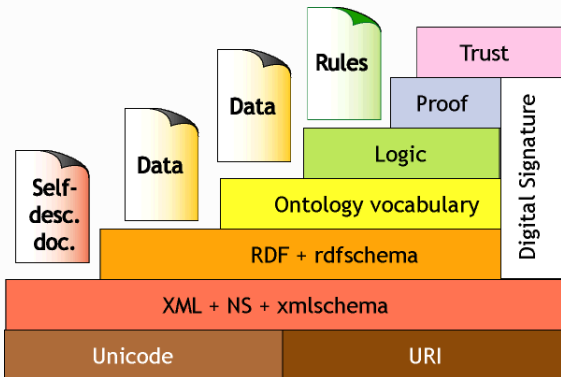 Rules
Trust
Data
Proof
Data
Logic
Self-
desc.
doc.
Ontology vocabulary
Digital Signature
RDF + rdfschema
XML + NS + xmlschema
Unicode
URI